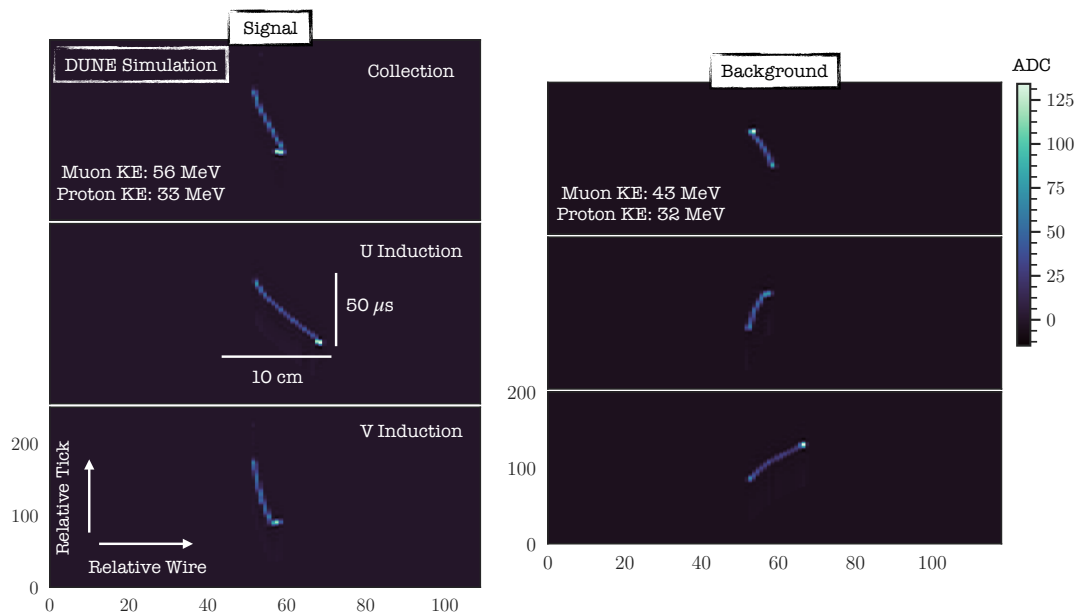 Signal
DUNE Simulation
Collection
Muon KE: 56 MeV
Proton KE: 33 MeV
U Induction
50 μs
10 cm
V Induction
Relative Tick
Relative Wire
200
100
0
0 20 40 60 80 100
Background
Muon KE: 43 MeV
Proton KE: 32 MeV
200
100
0
0 20 40 60 80 100
ADC
125
100
75
50
25
0